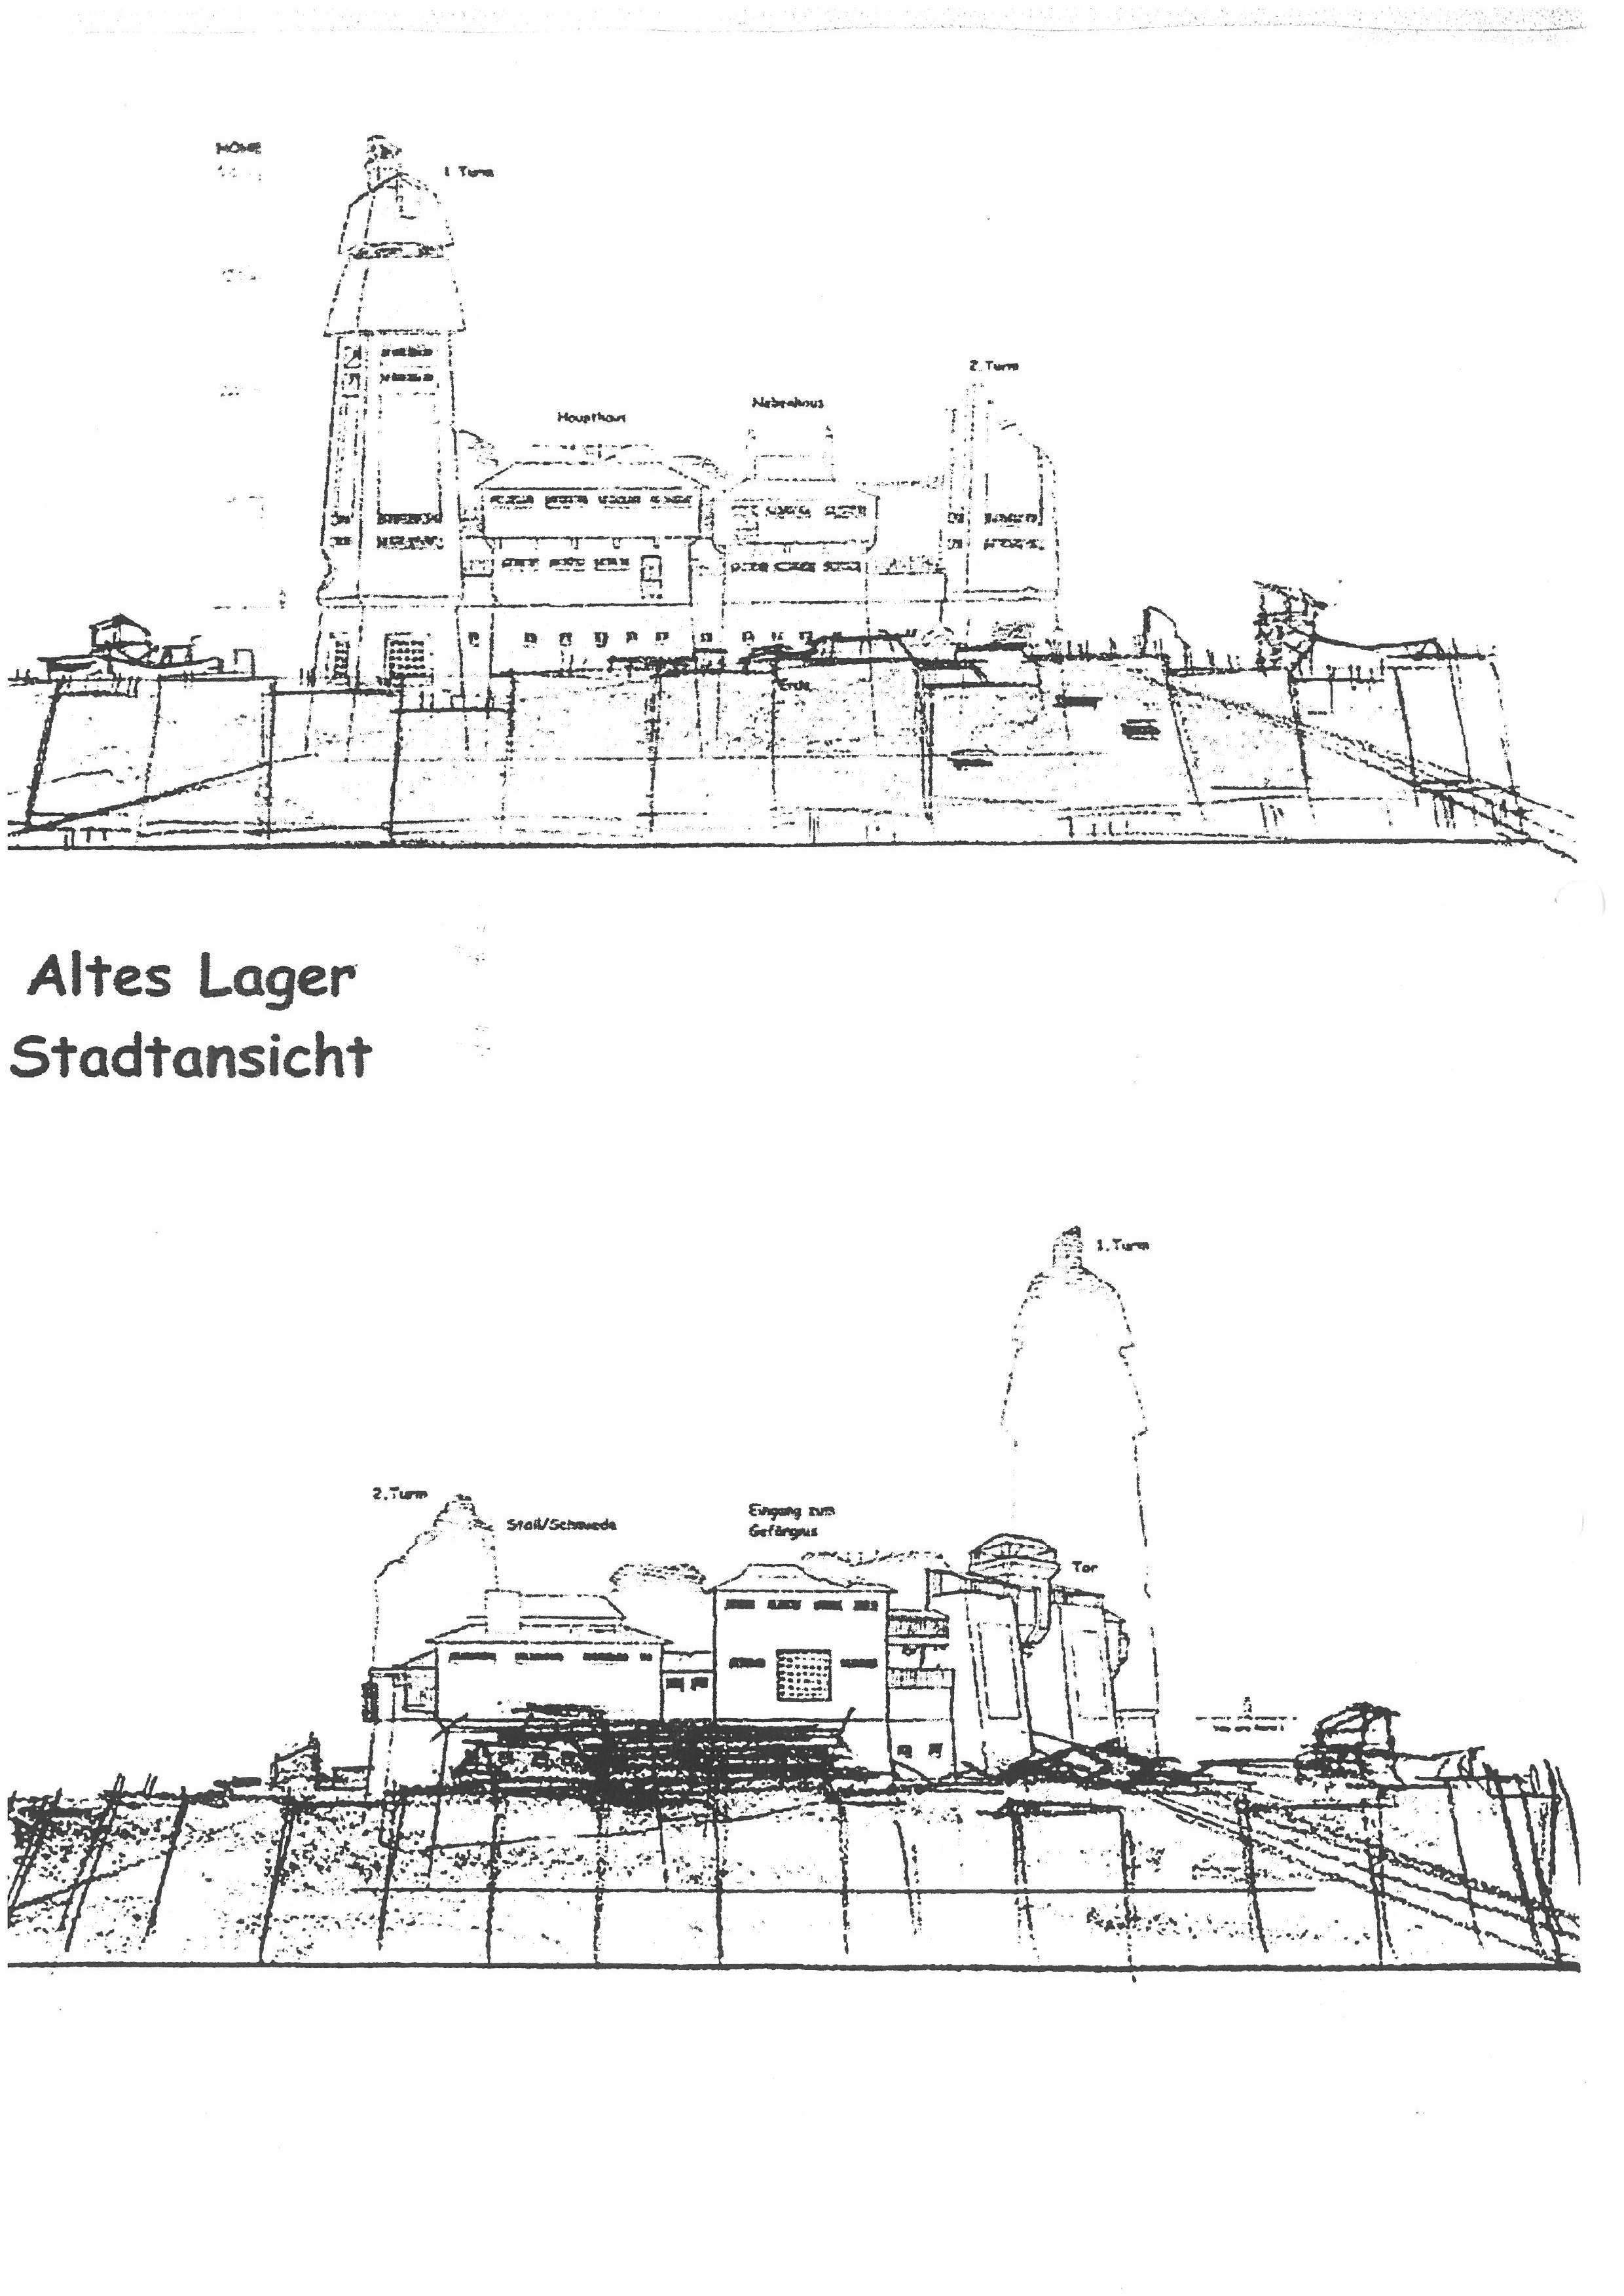 HÖHE
1. Turm
2. Turm
Nebenhaus
Haupthaus
Erde
Altes Lager
Stadtansicht
1. Turm
2. Turm
Eingang zum
Gefängnis
Stall/Schmiede
Tor